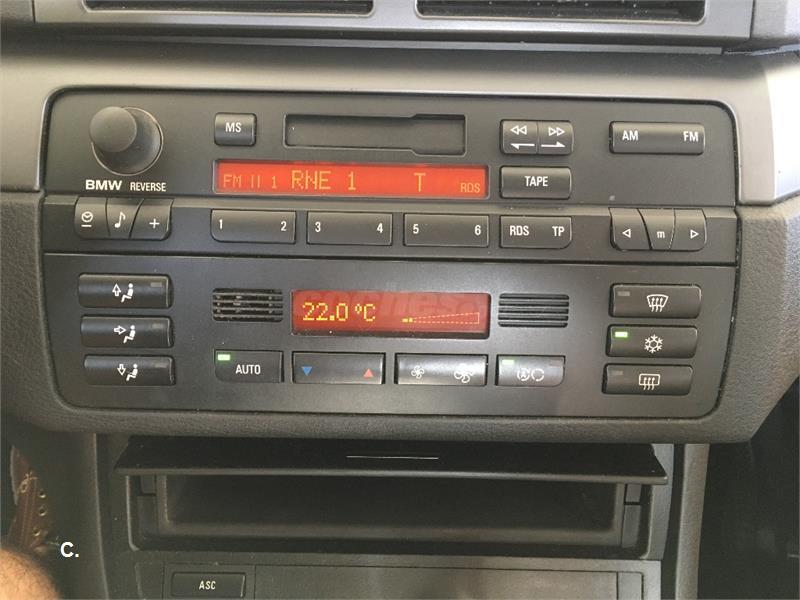 MS
AM FM
BMW REVERSE
FM II 1 RNE 1 T RDS
TAPE
1 2 3 4 5 6 RDS TP m
22.0 °C
AUTO
A
C.
ASC